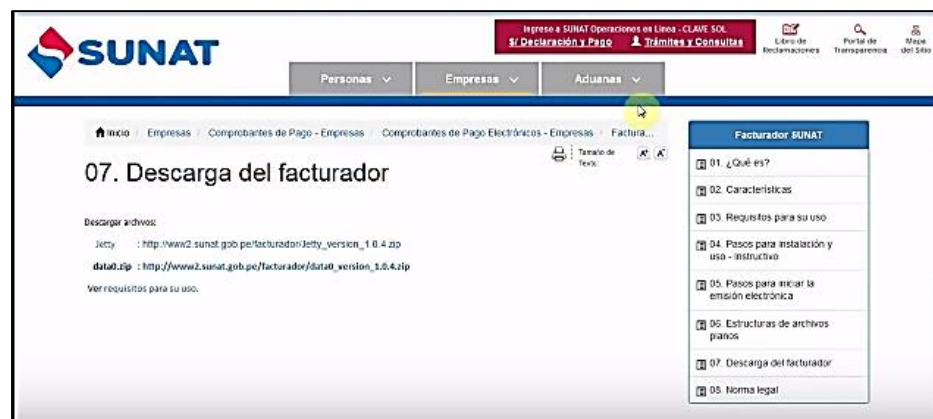 SUNAT
Ingrese a SUNAT Operaciones en Línea - CLAVE SOL
S/ Declaración y Pago Trámites y Consultas
Libro de Reclamaciones
Portal de Transparencia
Mapa del Sitio
Personas Empresas Aduanas
Inicio / Empresas / Comprobantes de Pago - Empresas / Comprobantes de Pago Electrónicos - Empresas / Factura...
Tamaño de Texto:
A+ A-
07. Descarga del facturador
Descargar archivos:
Jetty : http://www2.sunat.gob.pe/facturador/Jetty_version_1.0.4.zip
data0.zip : http://www2.sunat.gob.pe/facturador/data0_version_1.0.4.zip
Ver requisitos para su uso.
Facturador SUNAT
01. ¿Qué es?
02. Características
03. Requisitos para su uso
04. Pasos para instalación y
uso - instructivo
05. Pasos para iniciar la
emisión electrónica
06. Estructuras de archivos
planos
07. Descarga del facturador
08. Norma legal